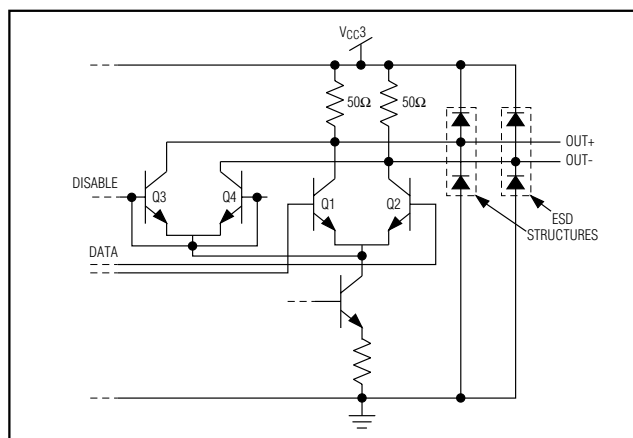 VCC3
50Ω 50Ω
OUT+
OUT-
DISABLE
Q3 Q4 Q1 Q2
ESD
STRUCTURES
DATA